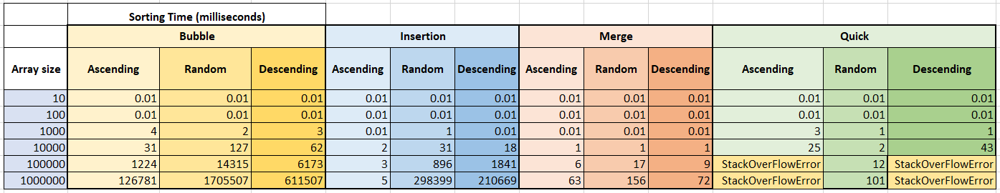 Sorting Time (milliseconds)
Bubble Insertion Merge Quick
Array size Ascending Random Descending Ascending Random Descending Ascending Random Descending Ascending Random Descending
10 0.01 0.01 0.01 0.01 0.01 0.01 0.01 0.01 0.01 0.01 0.01 0.01
100 0.01 0.01 0.01 0.01 0.01 0.01 0.01 0.01 0.01 0.01 0.01 0.01
1000 4 2 3 0.01 1 0.01 0.01 0.01 0.01 3 1 1
10000 31 127 62 2 31 18 1 1 1 25 2 43
100000 1224 14315 6173 3 896 1841 6 17 9 StackOverFlowError 12 StackOverFlowError
1000000 126781 1705507 611507 5 298399 210669 63 156 72 StackOverFlowError 101 StackOverFlowError